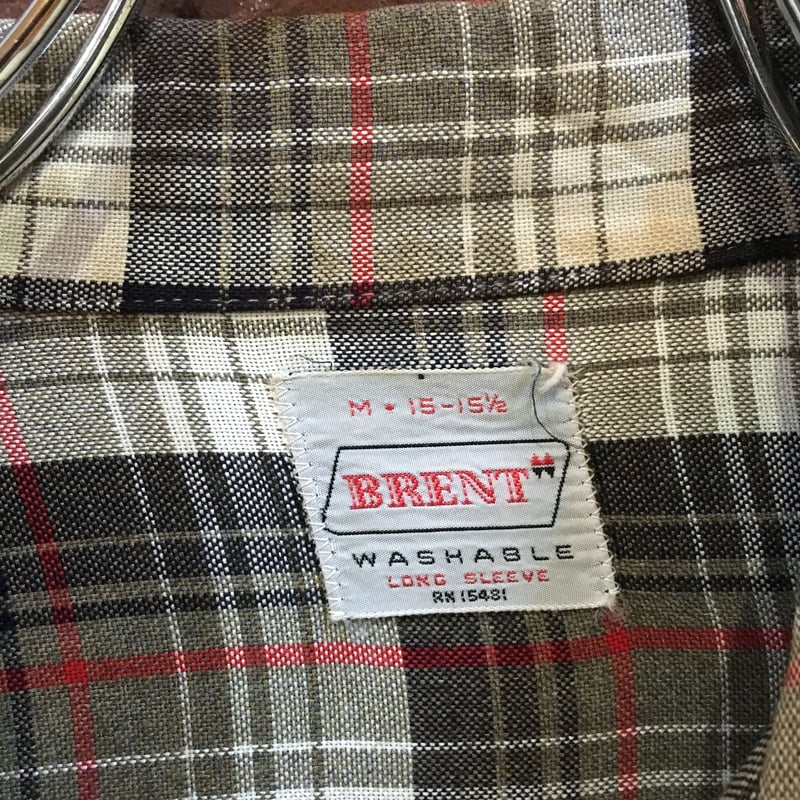 M • 15-15½
BRENT
WASHABLE
LONG SLEEVE
RN 15481